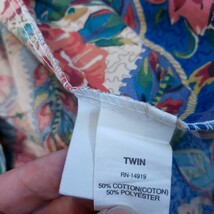 TWIN
RN-14919
50% COTTON(COTON)
50% POLYESTER